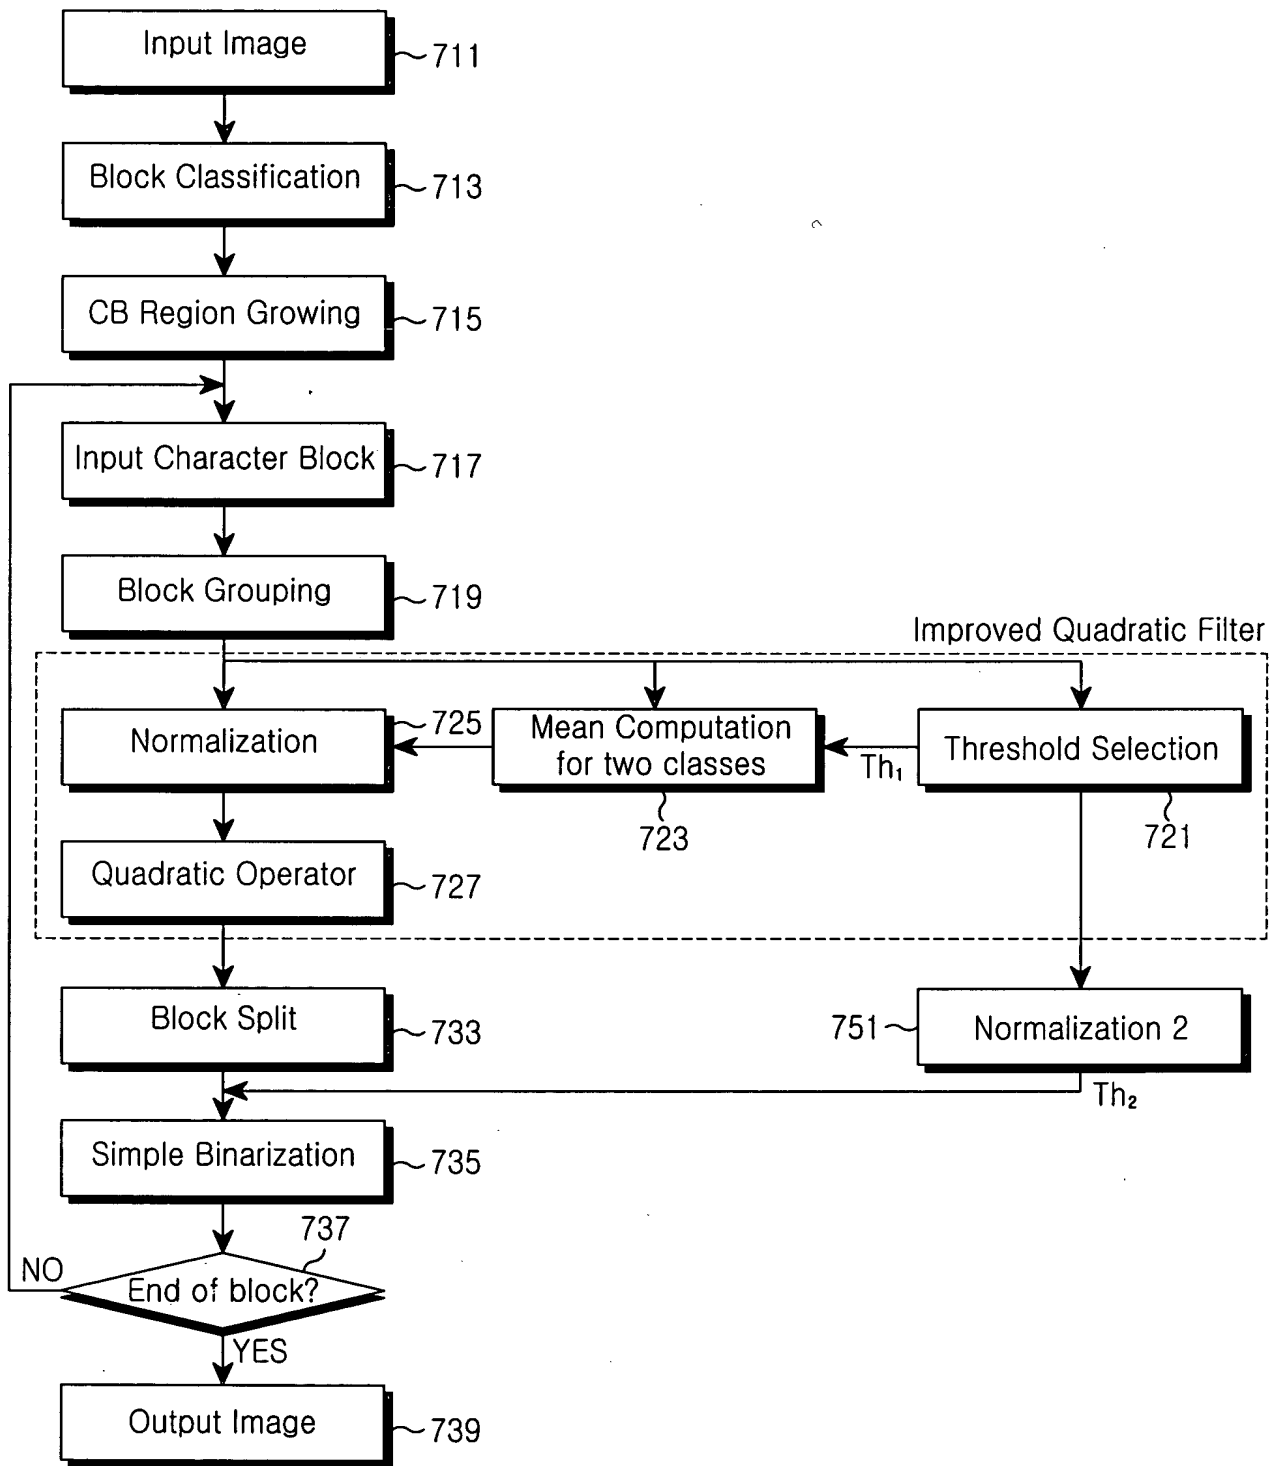 Input Image
711
Block Classification
713
CB Region Growing
715
Input Character Block
717
Block Grouping
719
Improved Quadratic Filter
Normalization
725
Mean Computation
for two classes
723
Th₁
Threshold Selection
721
Quadratic Operator
727
Block Split
733
751
Normalization 2
Th₂
Simple Binarization
735
737
NO
End of block?
YES
Output Image
739